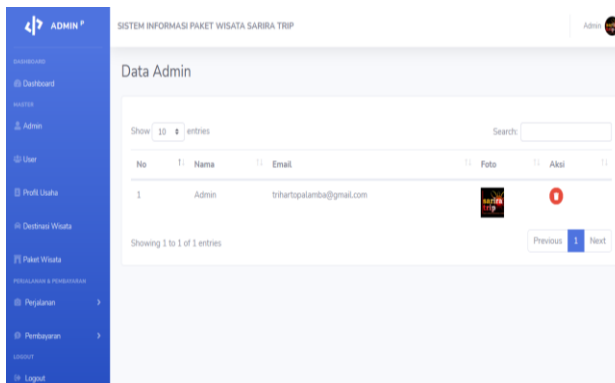 ADMIN P
SISTEM INFORMASI PAKET WISATA SARIRA TRIP
Admin
DASHBOARD
Dashboard
MASTER
Admin
User
Profil Usaha
Destinasi Wisata
Paket Wisata
PERJALANAN & PEMBAYARAN
Perjalanan
Pembayaran
LOGOUT
Logout
Data Admin
Show 10 entries
Search:
No Nama Email Foto Aksi
1 Admin trihartopalamba@gmail.com sarira trip
Showing 1 to 1 of 1 entries
Previous 1 Next